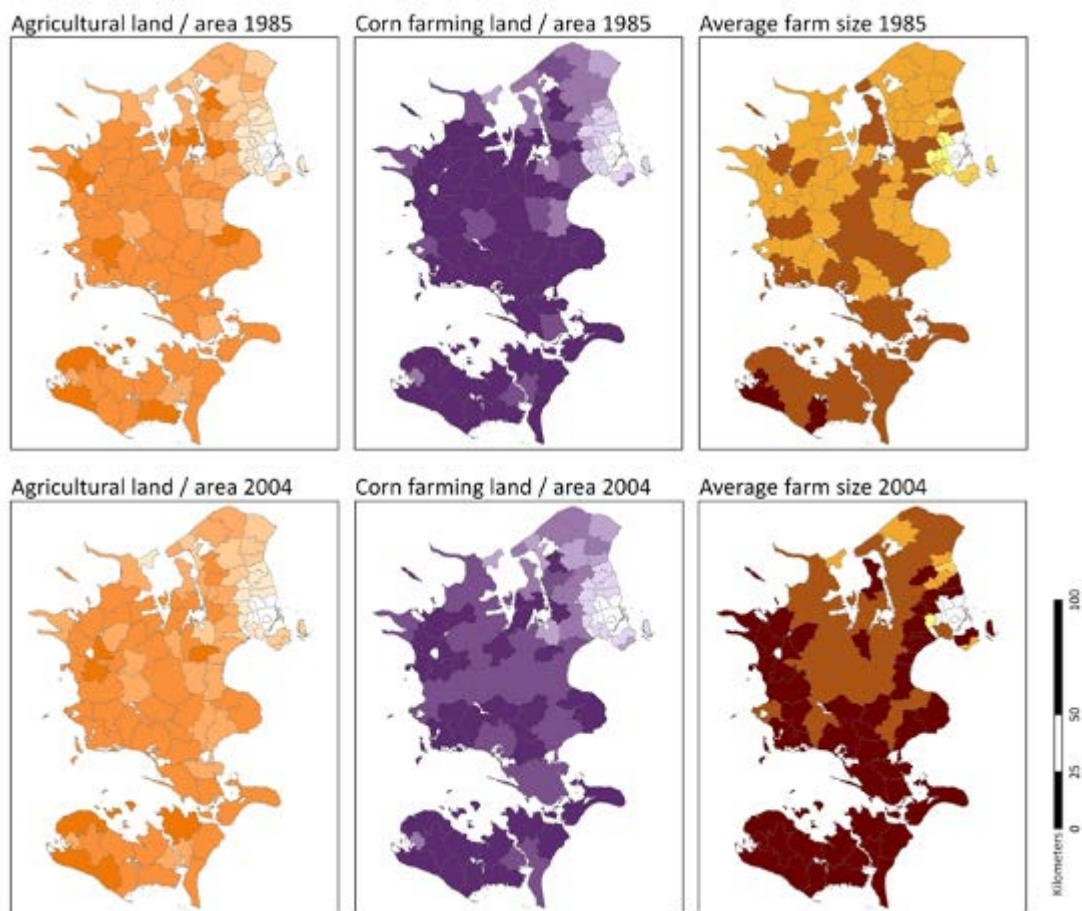 Agricultural land / area 1985
Corn farming land / area 1985
Average farm size 1985
Agricultural land / area 2004
Corn farming land / area 2004
Average farm size 2004
100
50
25
0
Kilometers